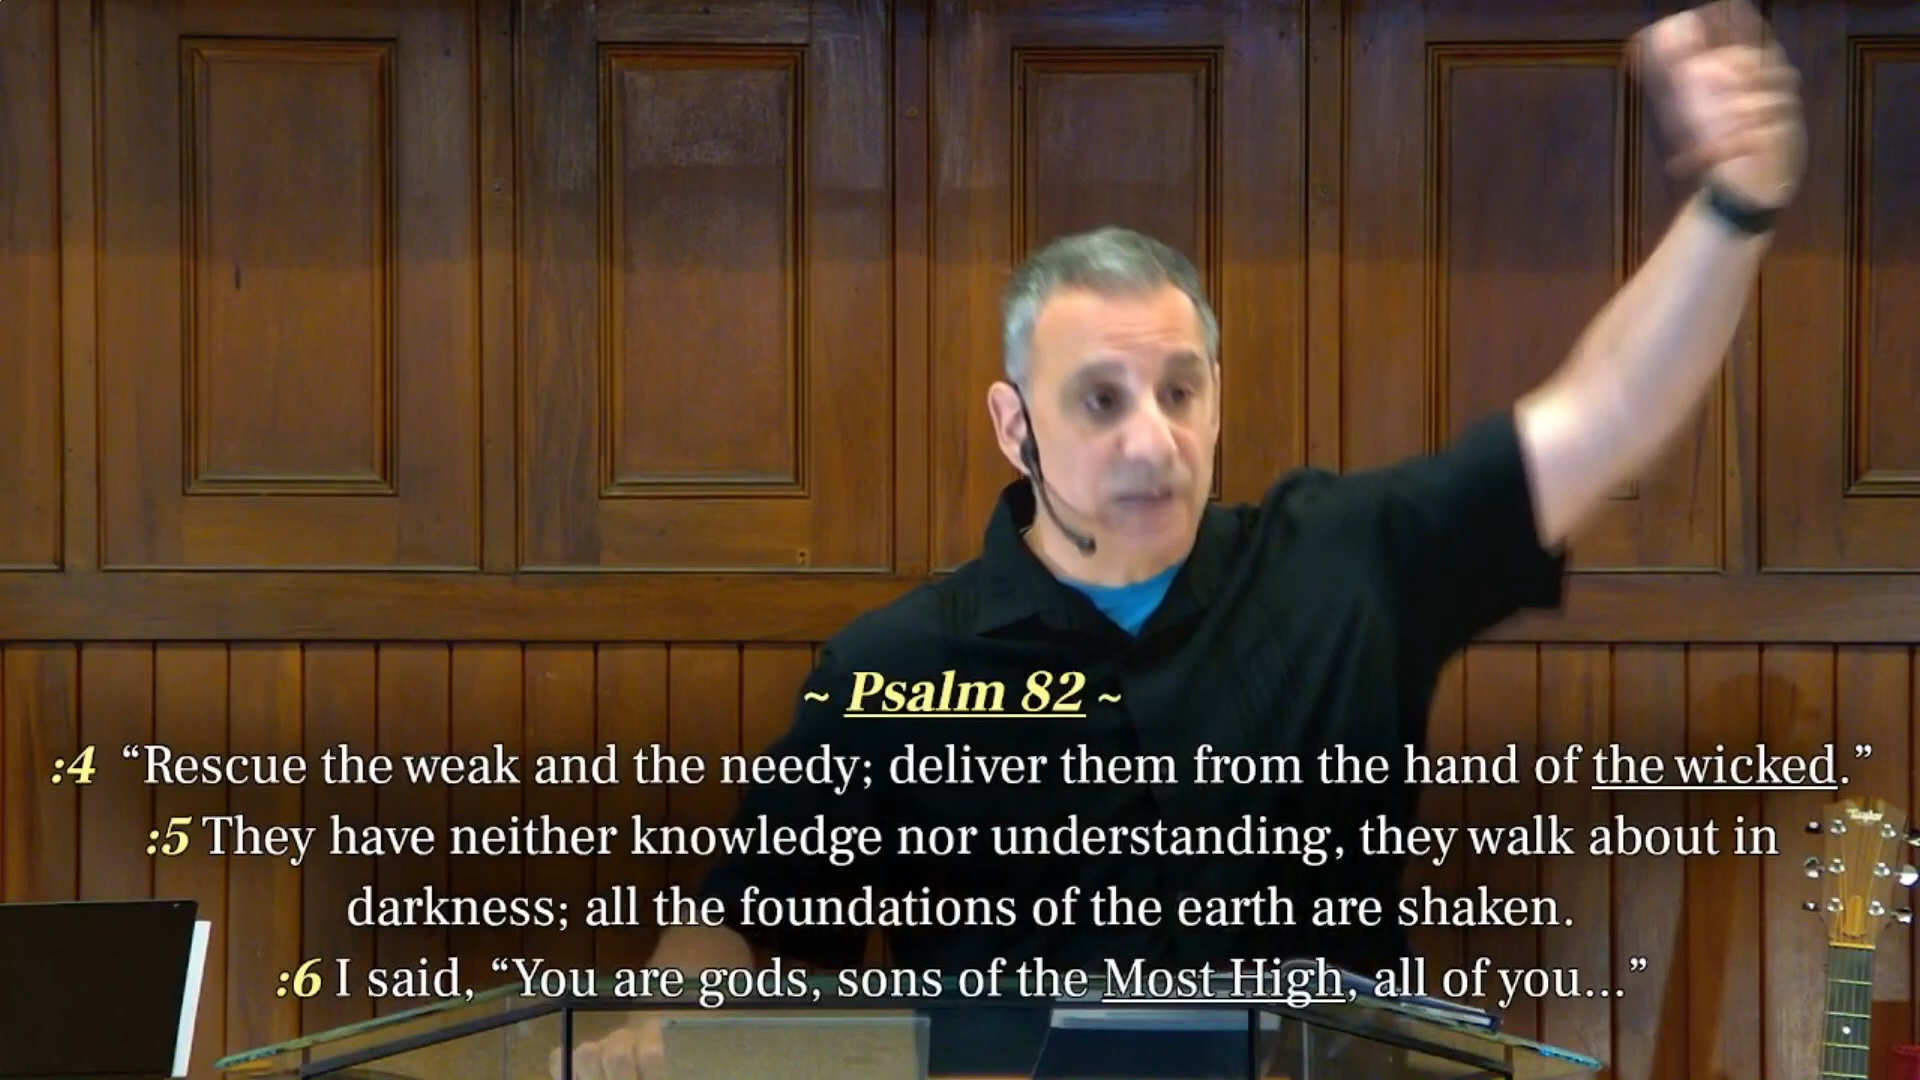 ~ Psalm 82 ~
:4 “Rescue the weak and the needy; deliver them from the hand of the wicked.”
:5 They have neither knowledge nor understanding, they walk about in
darkness; all the foundations of the earth are shaken.
:6 I said, “You are gods, sons of the Most High, all of you...”
Taylor